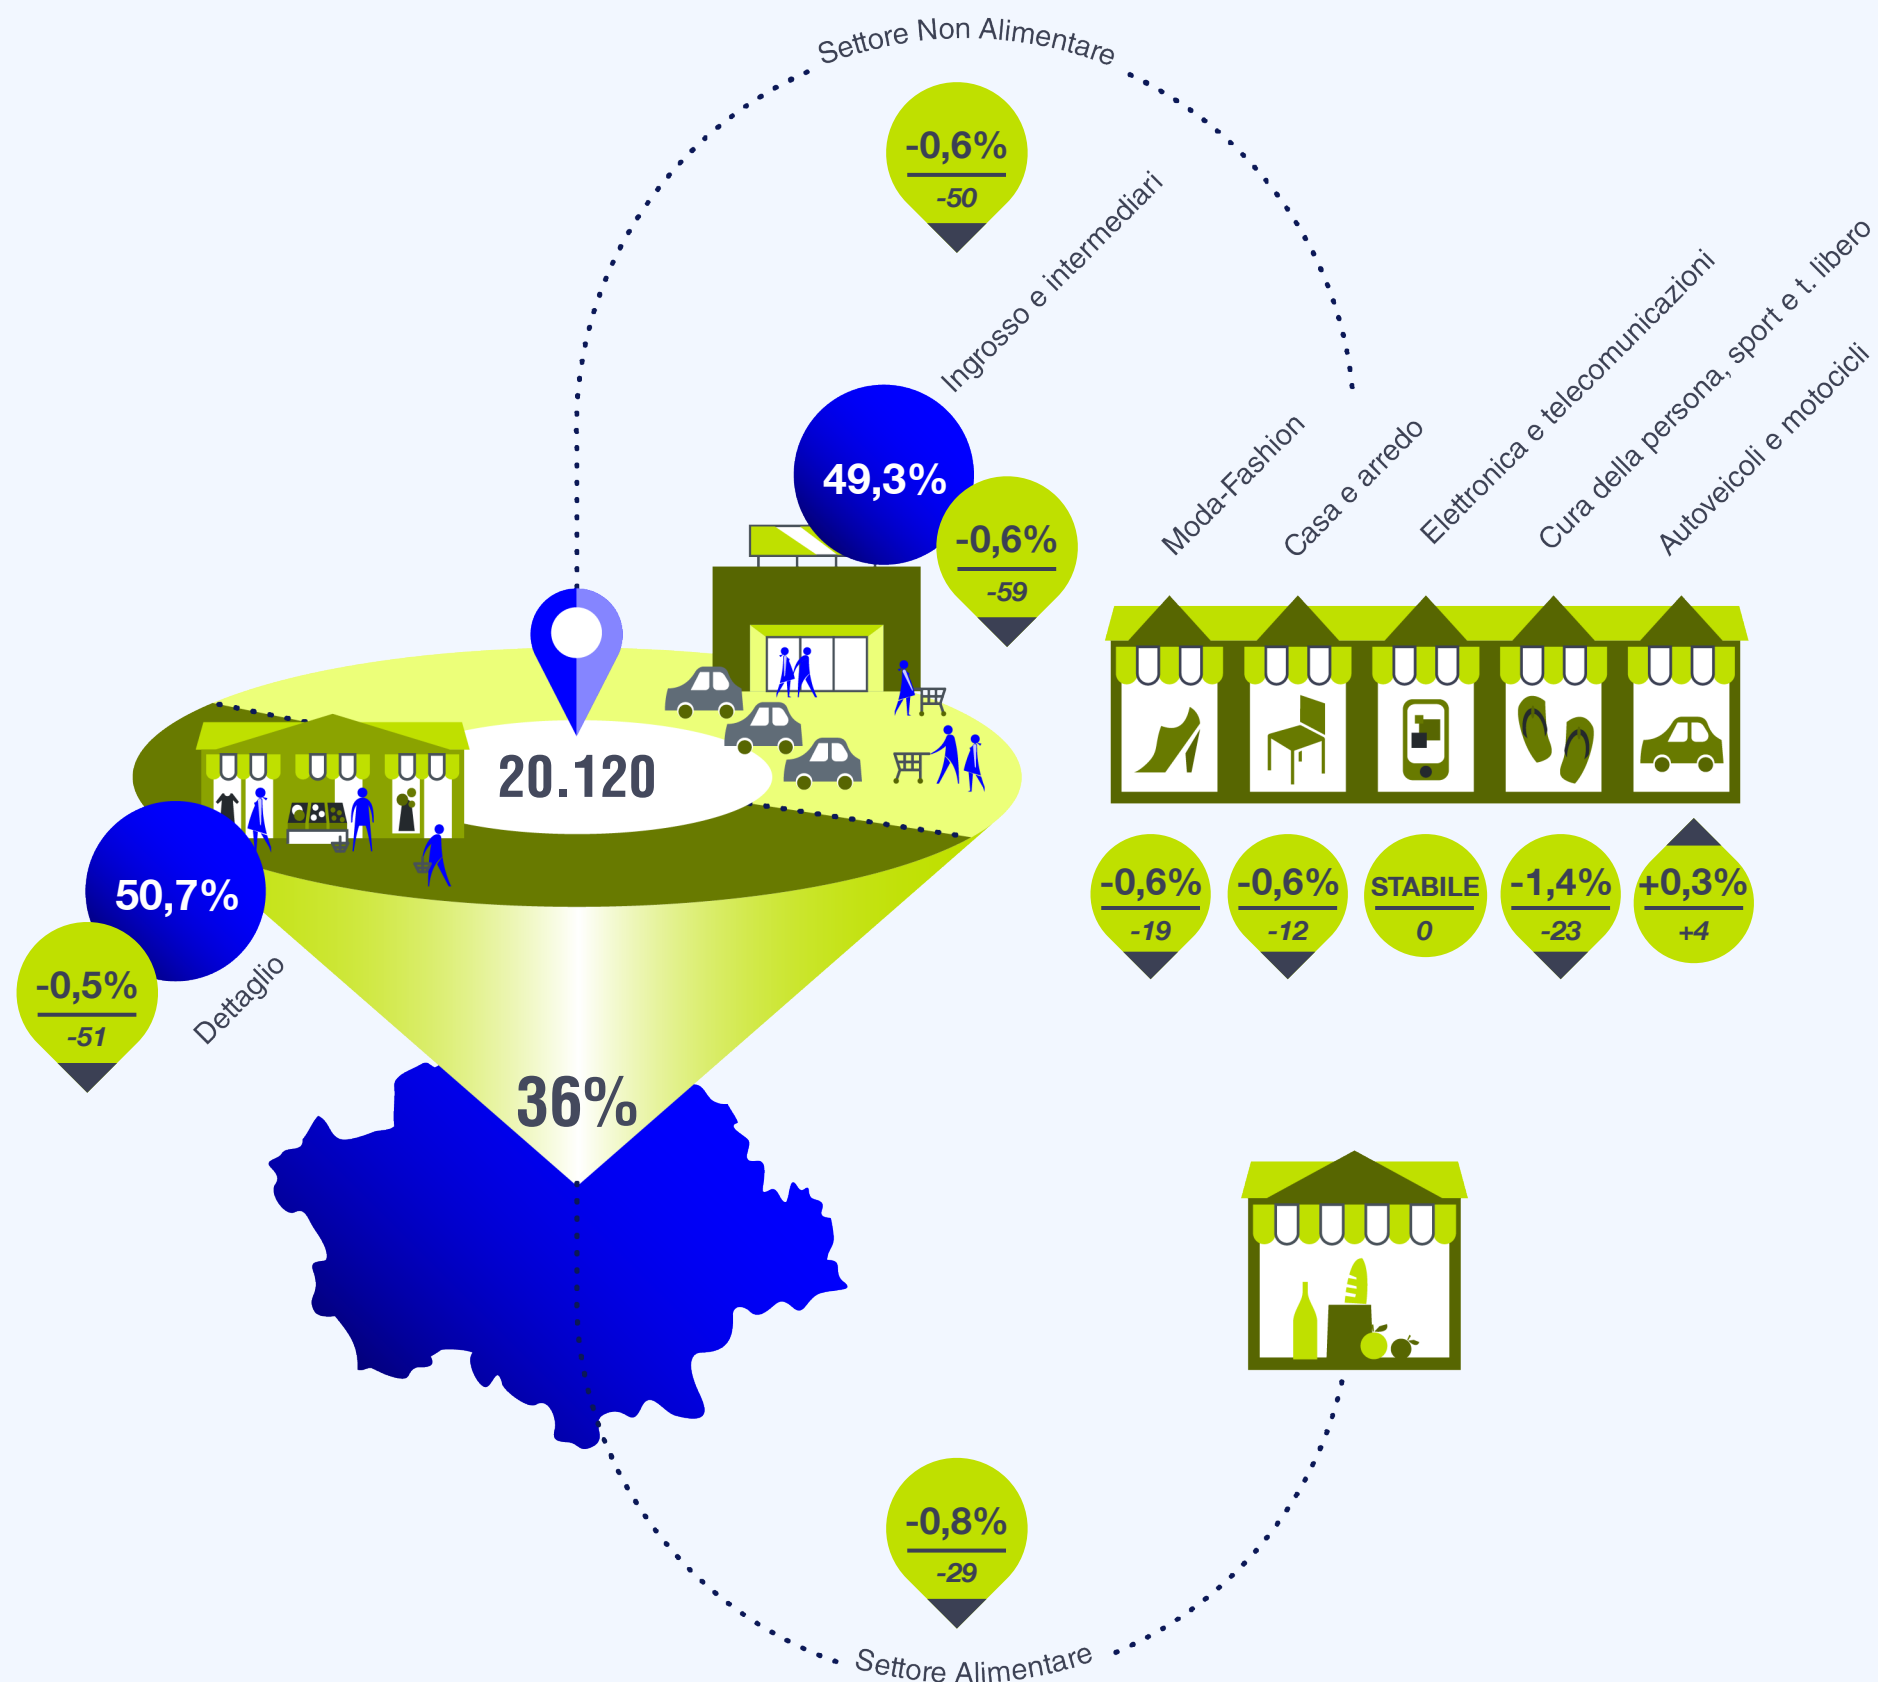 Settore Non Alimentare
-0,6%
-50
Ingrosso e intermediari
49,3%
-0,6%
-59
Moda-Fashion
Casa e arredo
Elettronica e telecomunicazioni
Cura della persona, sport e t. libero
Autoveicoli e motocicli
20.120
-0,6%
-19
-0,6%
-12
STABILE
0
-1,4%
-23
+0,3%
+4
50,7%
-0,5%
-51
Dettaglio
36%
-0,8%
-29
Settore Alimentare